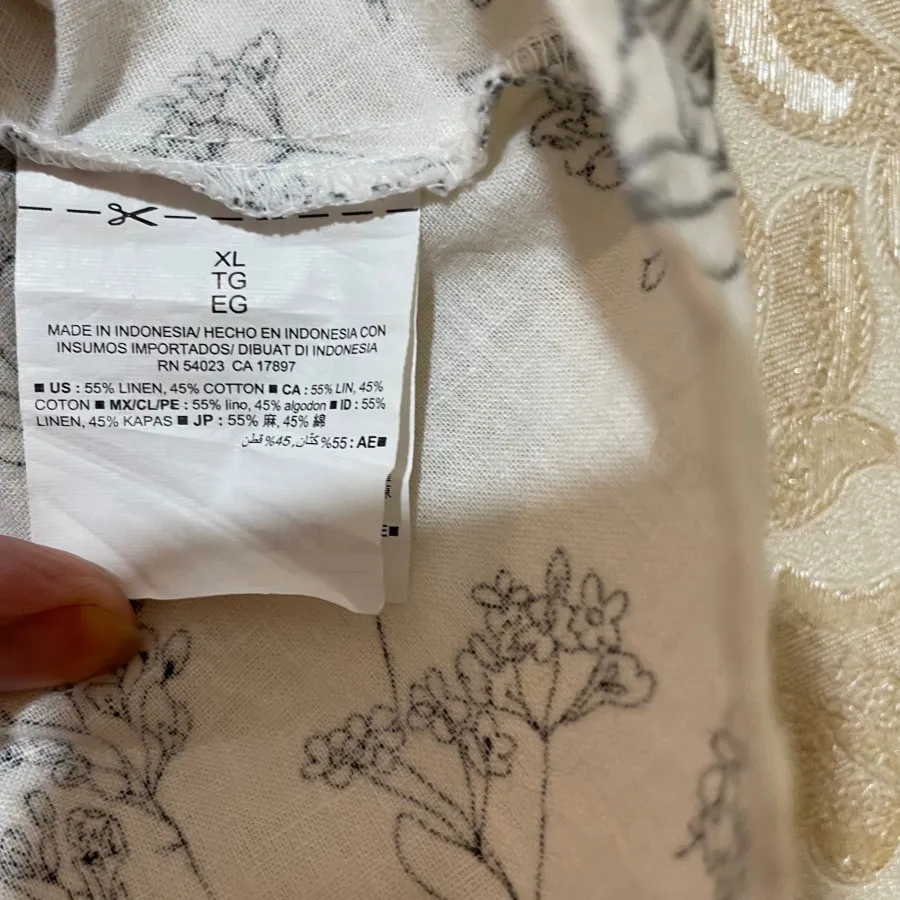 XL
TG
EG
MADE IN INDONESIA/ HECHO EN INDONESIA CON
INSUMOS IMPORTADOS/ DIBUAT DI INDONESIA
RN 54023 CA 17897
■ US : 55% LINEN, 45% COTTON ■ CA : 55% LIN, 45%
COTON ■ MX/CL/PE : 55% lino, 45% algodon ■ ID : 55%
LINEN, 45% KAPAS ■ JP : 55% 麻, 45% 綿
■AE : 55% كتّان, 45% قطن